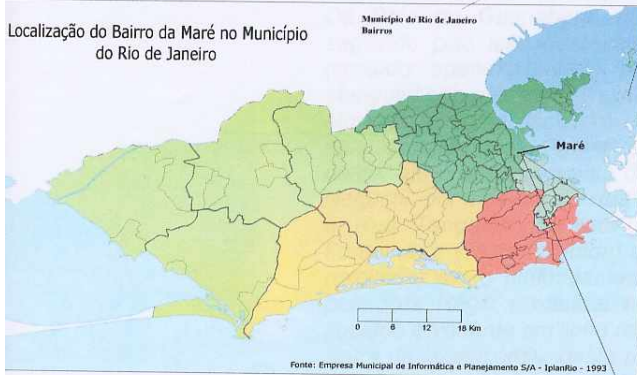 Município do Rio de Janeiro
Bairros
Localização do Bairro da Maré no Município
do Rio de Janeiro
Maré
0 6 12 18 Km
Fonte: Empresa Municipal de Informática e Planejamento S/A - IplanRio - 1993